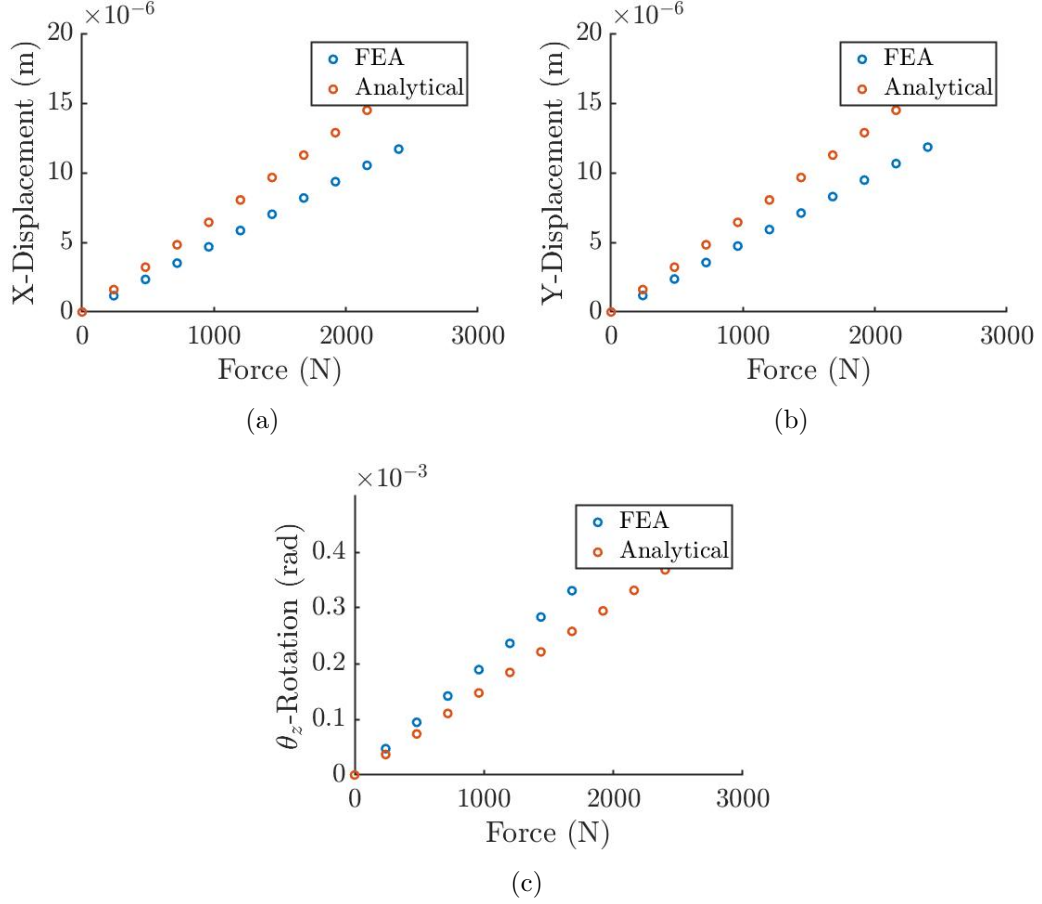 ×10⁻⁶
20
15
10
5
0
X-Displacement (m)
FEA
Analytical
0 1000 2000 3000
Force (N)
(a)
×10⁻⁶
20
15
10
5
0
Y-Displacement (m)
FEA
Analytical
0 1000 2000 3000
Force (N)
(b)
×10⁻³
0.4
0.3
0.2
0.1
0
θz-Rotation (rad)
FEA
Analytical
0 1000 2000 3000
Force (N)
(c)